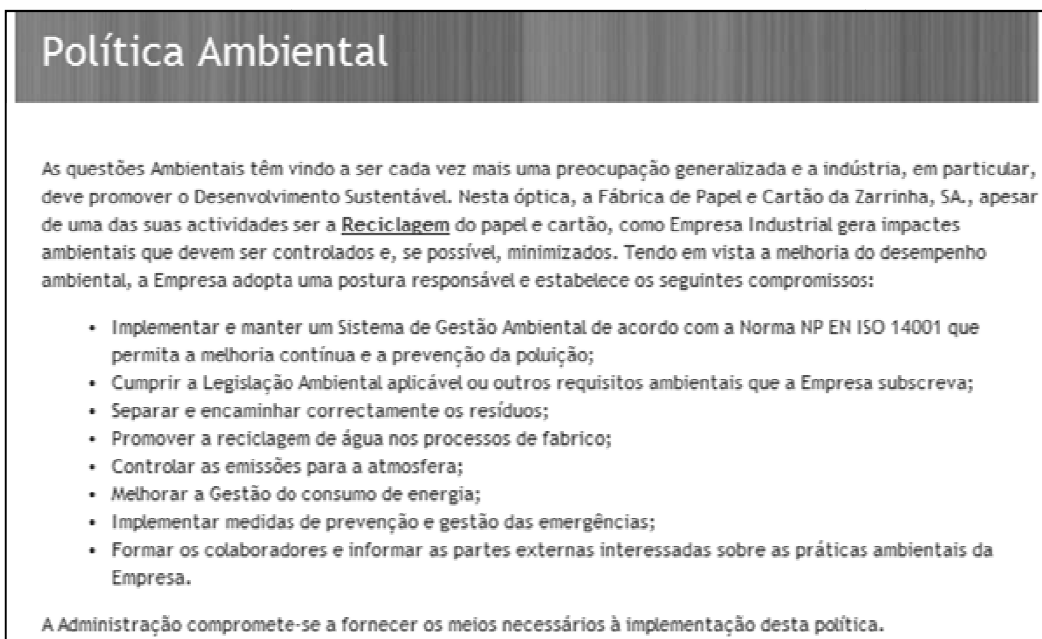 Política Ambiental
As questões Ambientais têm vindo a ser cada vez mais uma preocupação generalizada e a indústria, em particular,
deve promover o Desenvolvimento Sustentável. Nesta óptica, a Fábrica de Papel e Cartão da Zarrinha, SA., apesar
de uma das suas actividades ser a Reciclagem do papel e cartão, como Empresa Industrial gera impactes
ambientais que devem ser controlados e, se possível, minimizados. Tendo em vista a melhoria do desempenho
ambiental, a Empresa adopta uma postura responsável e estabelece os seguintes compromissos:
• Implementar e manter um Sistema de Gestão Ambiental de acordo com a Norma NP EN ISO 14001 que
permita a melhoria contínua e a prevenção da poluição;
• Cumprir a Legislação Ambiental aplicável ou outros requisitos ambientais que a Empresa subscreva;
• Separar e encaminhar correctamente os resíduos;
• Promover a reciclagem de água nos processos de fabrico;
• Controlar as emissões para a atmosfera;
• Melhorar a Gestão do consumo de energia;
• Implementar medidas de prevenção e gestão das emergências;
• Formar os colaboradores e informar as partes externas interessadas sobre as práticas ambientais da
Empresa.
A Administração compromete-se a fornecer os meios necessários à implementação desta política.